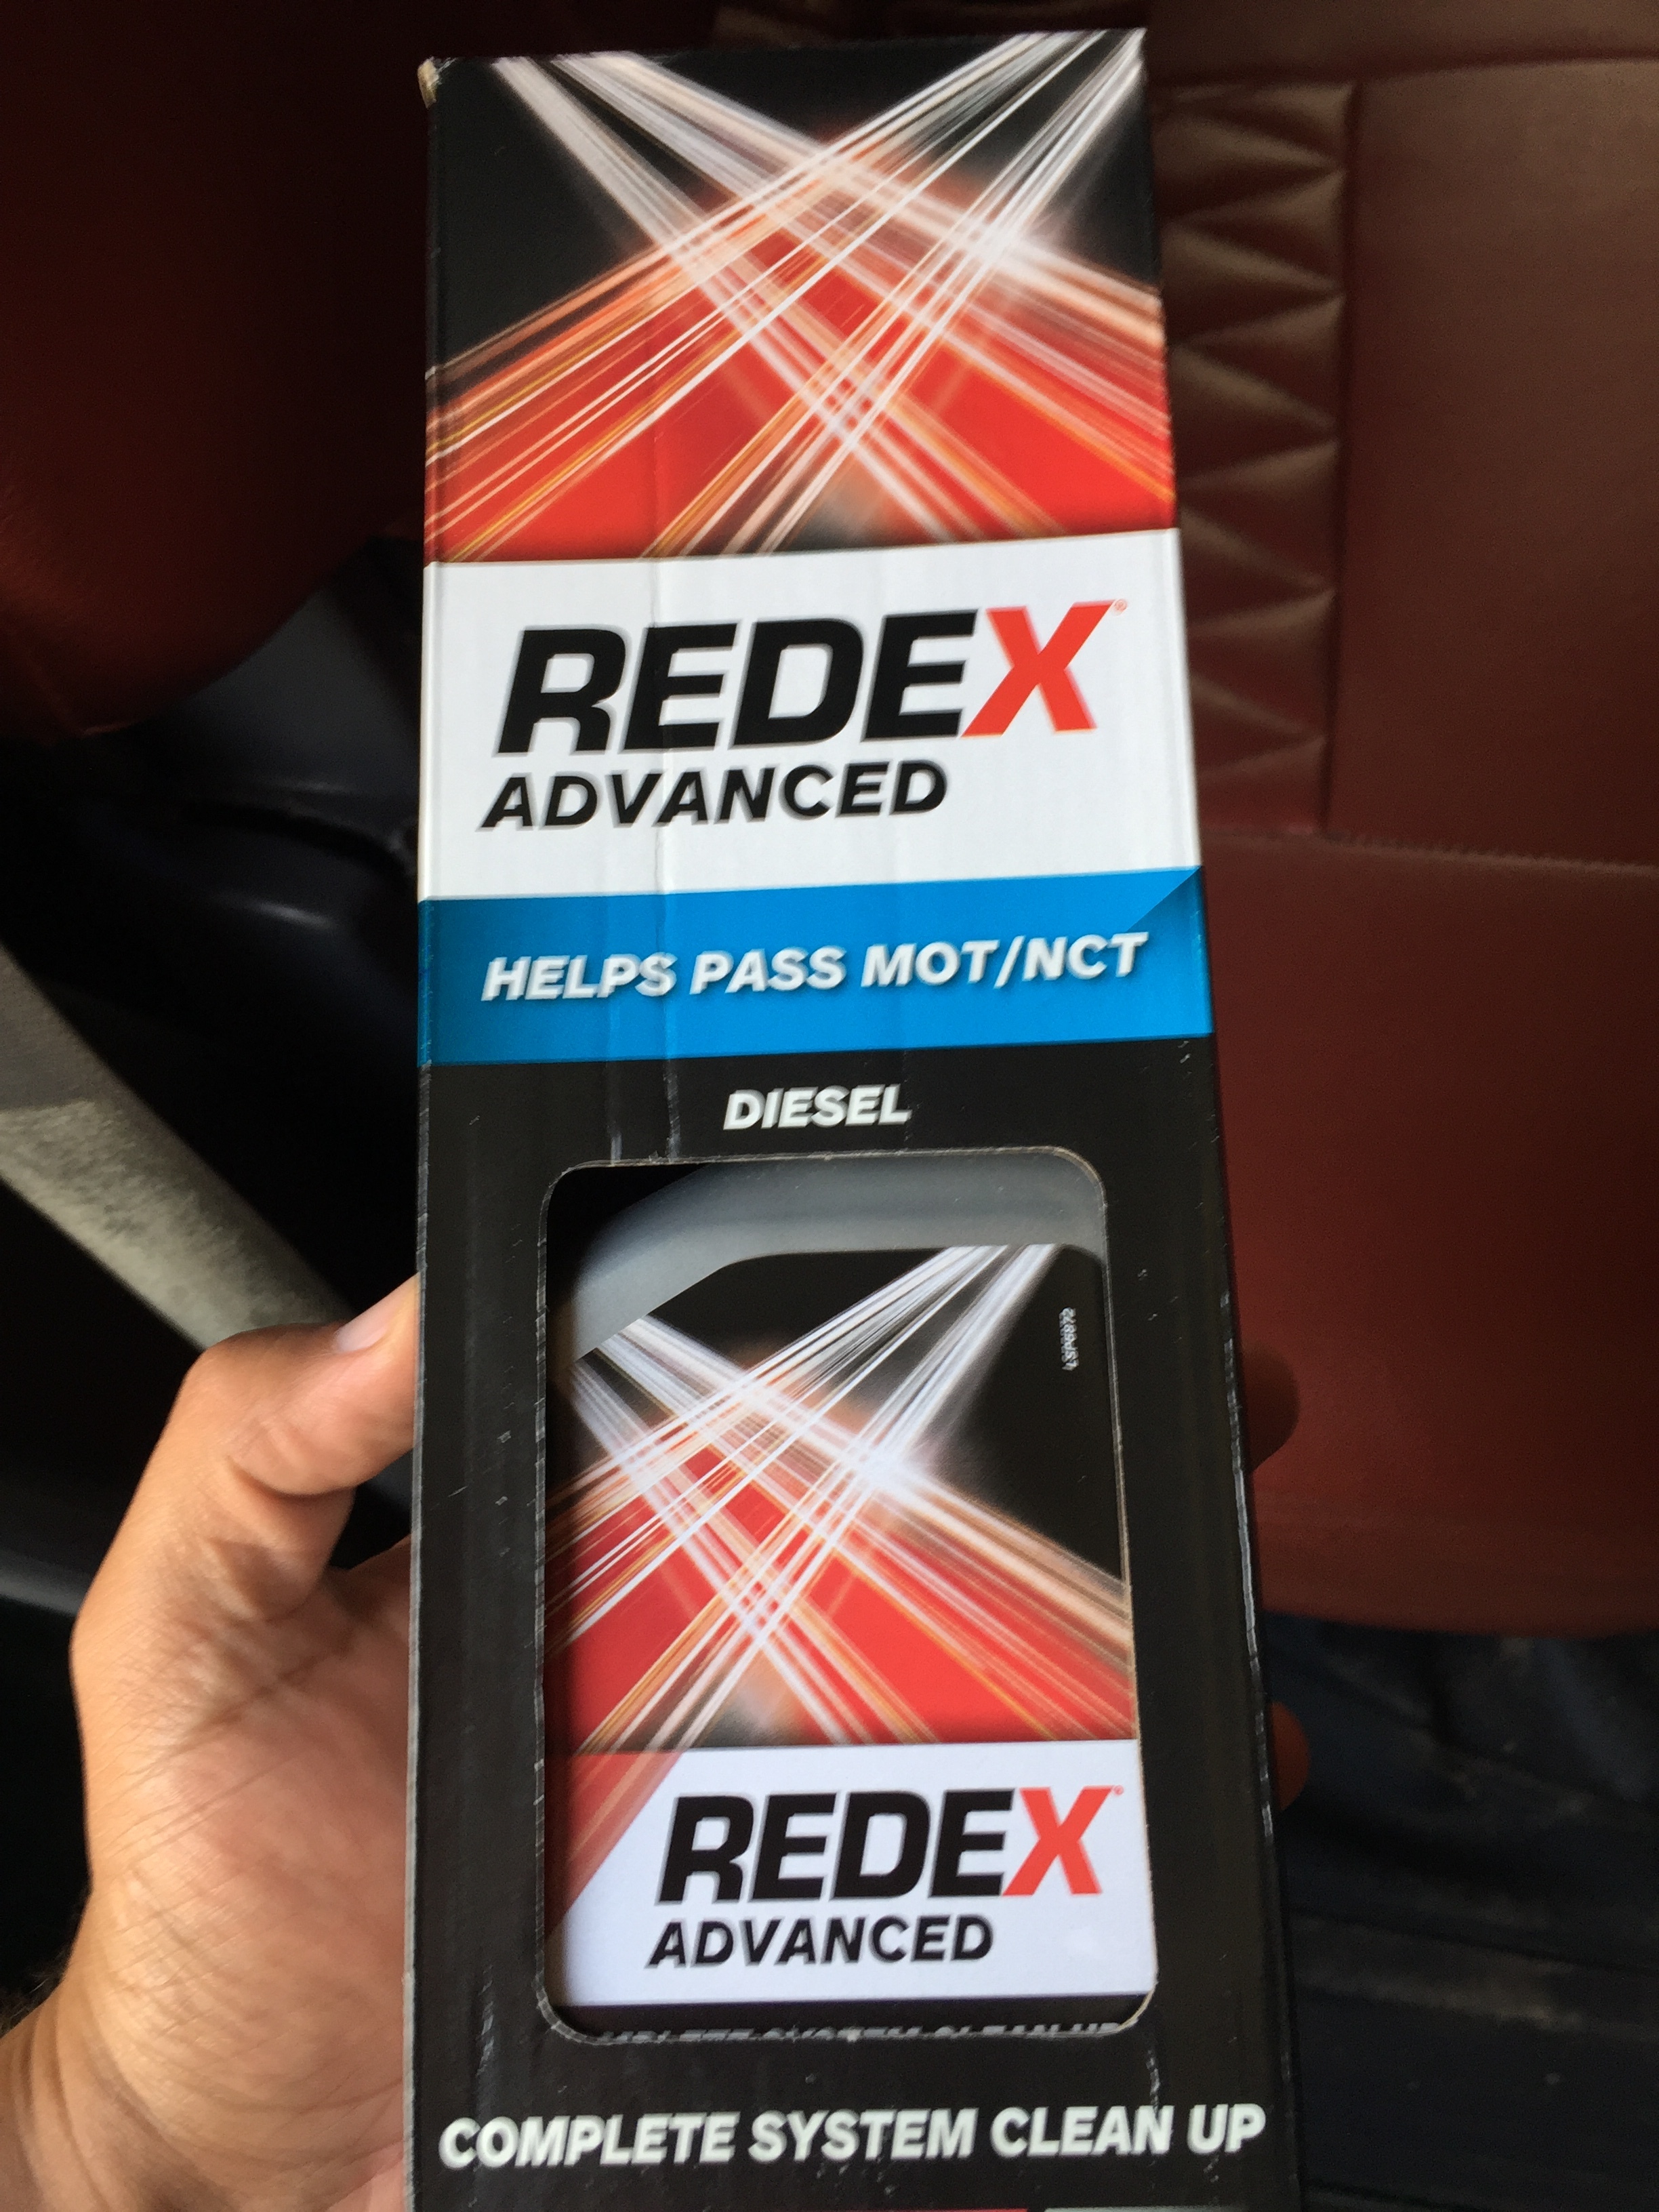 REDEX®
ADVANCED
HELPS PASS MOT/NCT
DIESEL
REDEX®
ADVANCED
COMPLETE SYSTEM CLEAN UP